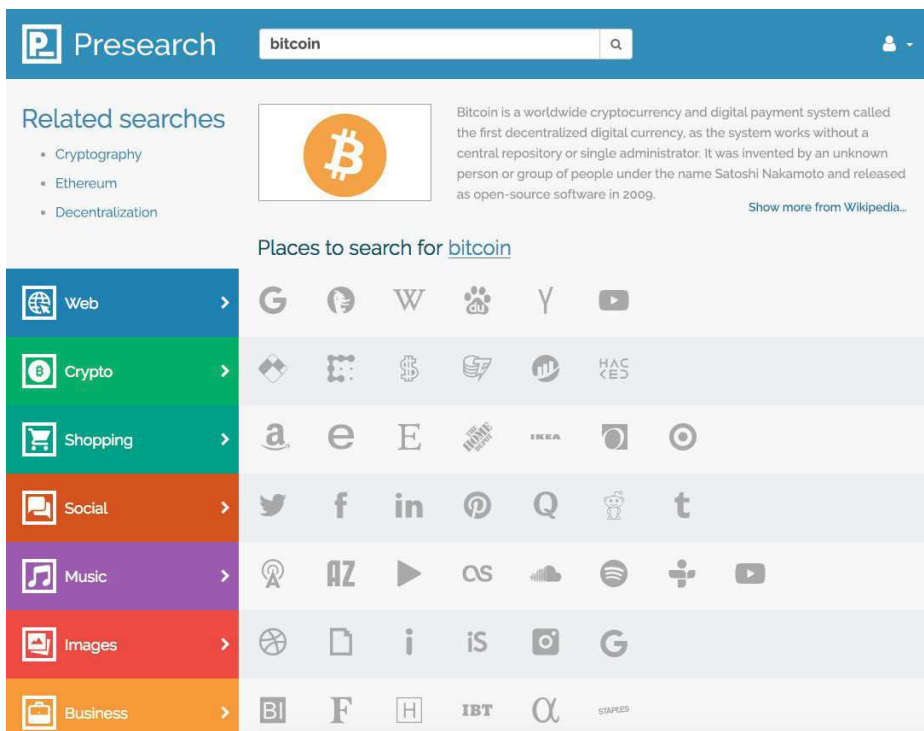 Presearch
bitcoin
Related searches
Cryptography
Ethereum
Decentralization
Bitcoin is a worldwide cryptocurrency and digital payment system called
the first decentralized digital currency, as the system works without a
central repository or single administrator. It was invented by an unknown
person or group of people under the name Satoshi Nakamoto and released
as open-source software in 2009.
Show more from Wikipedia...
Places to search for bitcoin
Web
G W du Y
Crypto
HACKED
Shopping
a e E THE HOME DEPOT IKEA
Social
f in Q t
Music
AZ as
Images
i iS G
Business
BI F H IBT α STAPLES